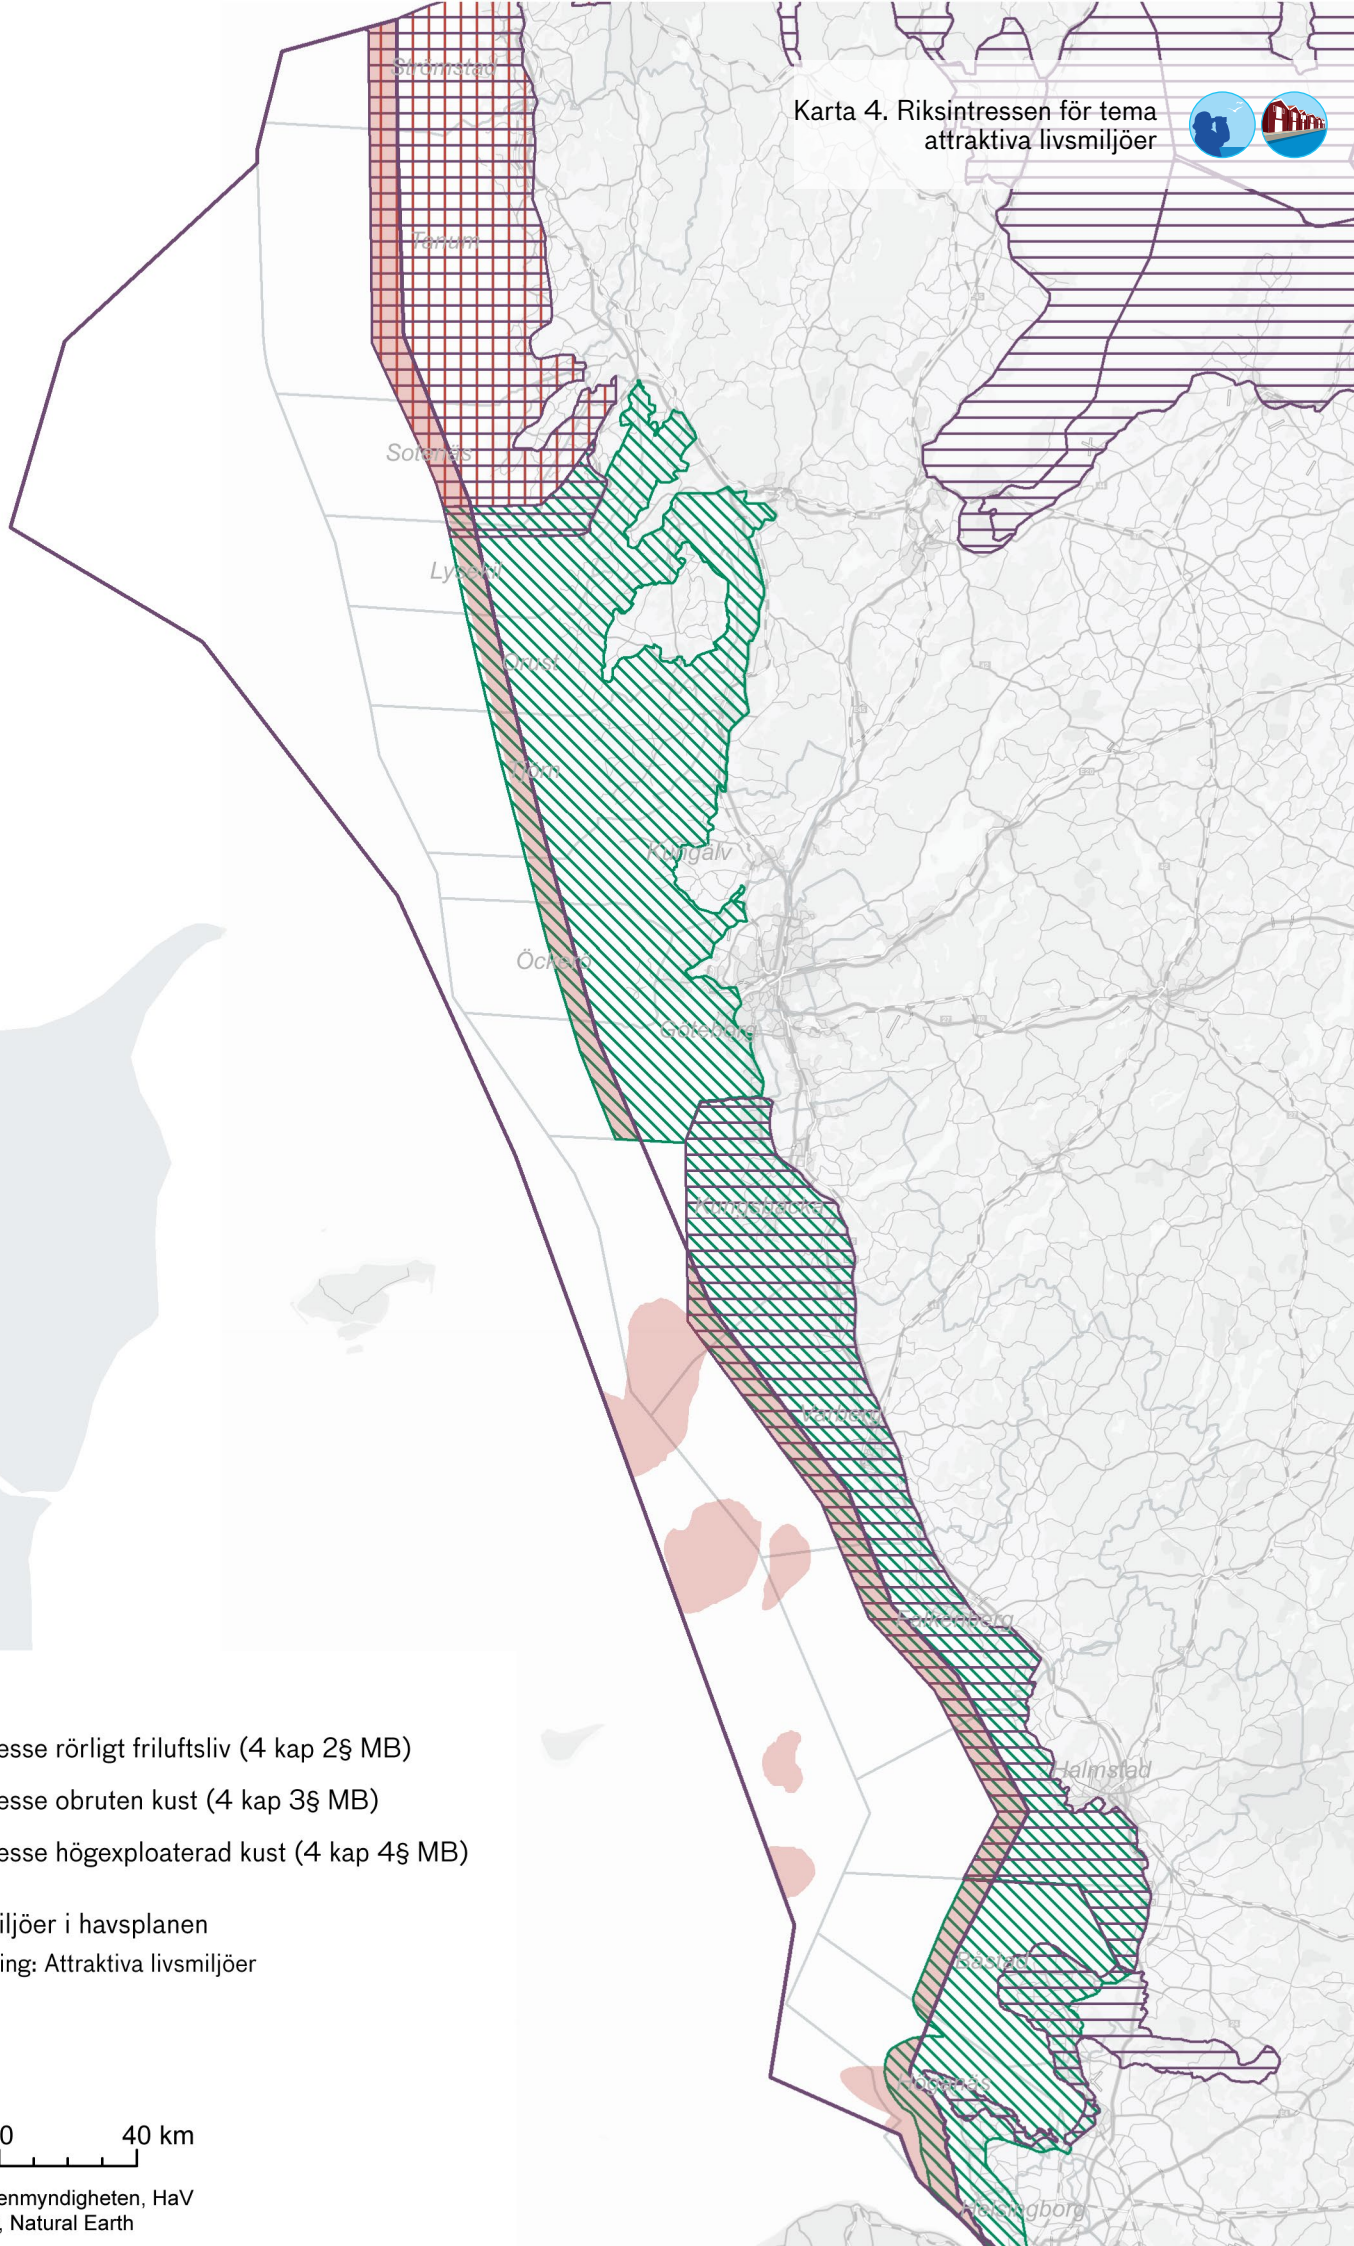 Strömstad
Karta 4. Riksintressen för tema
attraktiva livsmiljöer
Tanum
Sotenäs
Lysekil
Orust
Tjörn
Kungälv
Öckerö
Göteborg
Kungsbacka
Varberg
Falkenberg
Halmstad
Båstad
Höganäs
Helsingborg
esse rörligt friluftsliv (4 kap 2§ MB)
esse obruten kust (4 kap 3§ MB)
esse högexploaterad kust (4 kap 4§ MB)
iljöer i havsplanen
ing: Attraktiva livsmiljöer
0 40 km
enmyndigheten, HaV
, Natural Earth